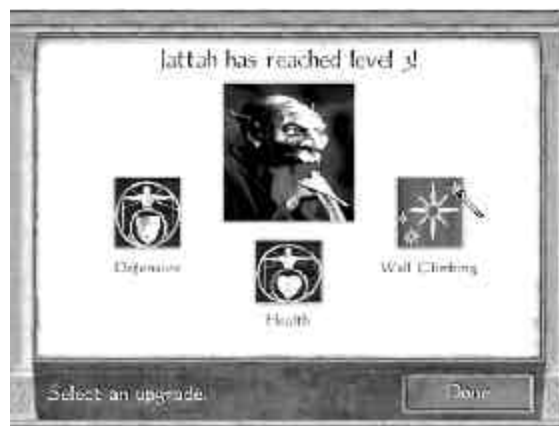 Jattah has reached level 3!
Defensive
Wall Climbing
Health
Select an upgrade.
Done